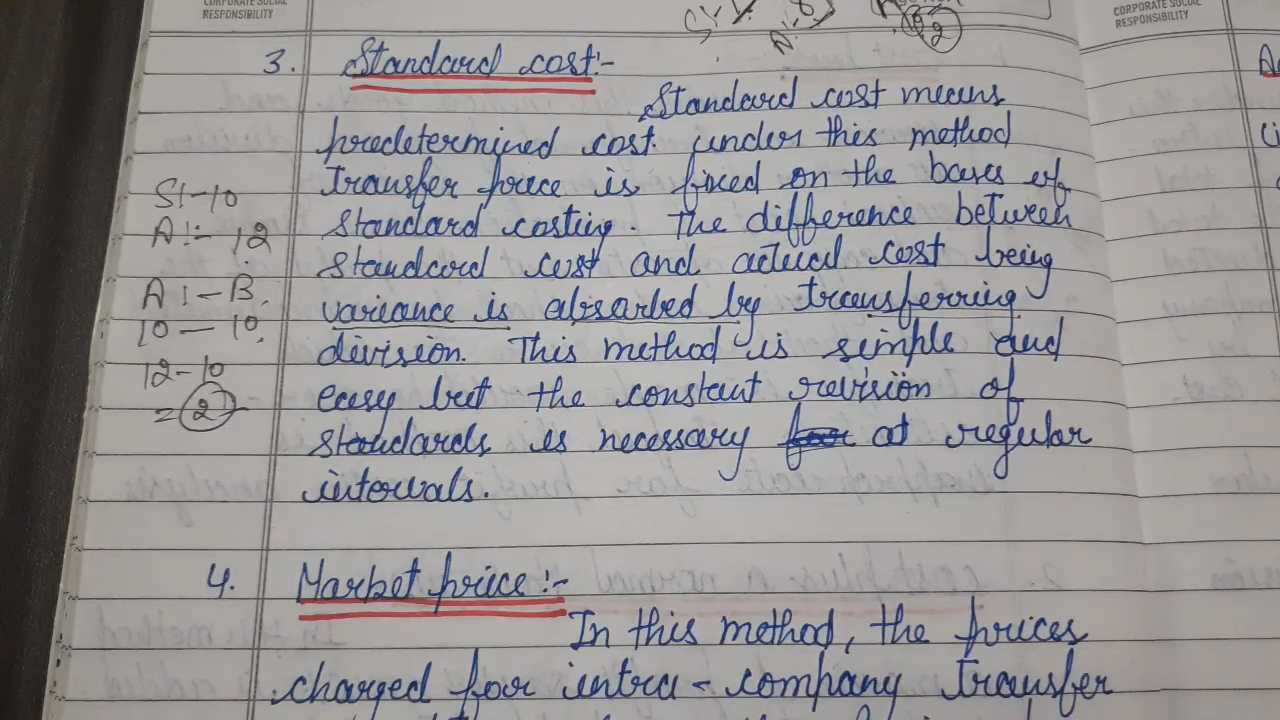 CORPORATE SOCIAL
RESPONSIBILITY
CORPORATE SOCIAL
RESPONSIBILITY
3. Standard cost:-
Standard cost means
predetermined cost. Under this method
transfer price is fixed on the bases of
S:-10
standard costing. The difference between
A:- 12
standard cost and actual cost being
A:-B.
variance is absorbed by transferring
10-10.
division. This method is simple and
12-10
easy but the constant revision of
=2
standards is necessary at regular
intervals.
4. Market price:-
In this method, the prices
charged for intra-company transfer